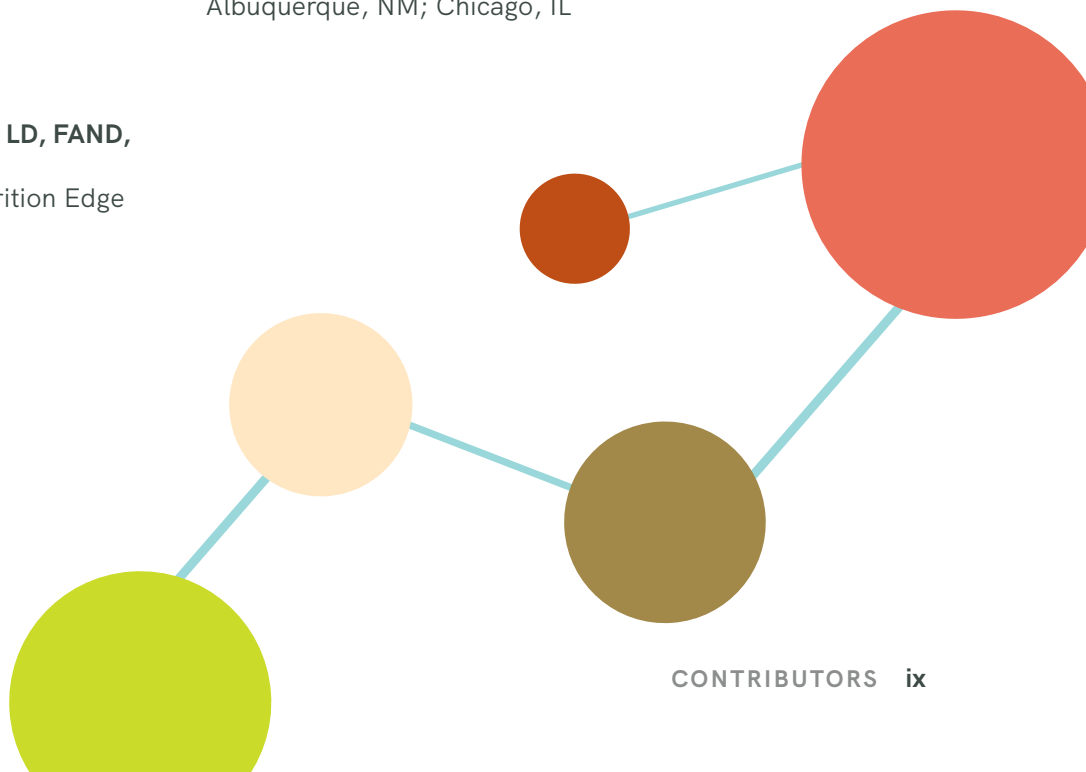 Albuquerque, NM; Chicago, IL
LD, FAND,
rition Edge
CONTRIBUTORS ix